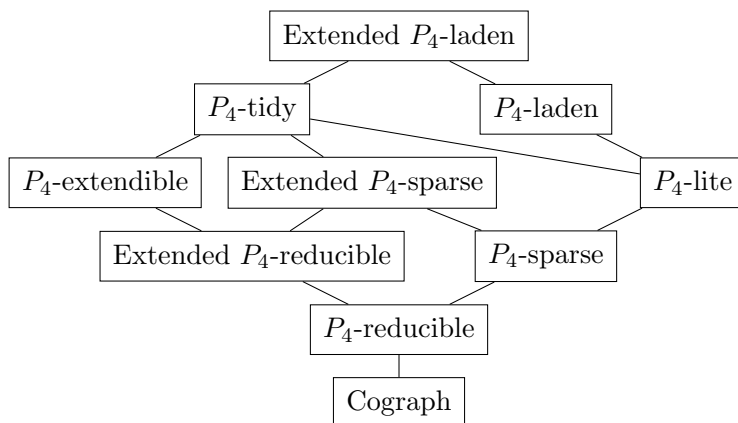 Extended P₄-laden
P₄-tidy
P₄-laden
P₄-extendible
Extended P₄-sparse
P₄-lite
Extended P₄-reducible
P₄-sparse
P₄-reducible
Cograph